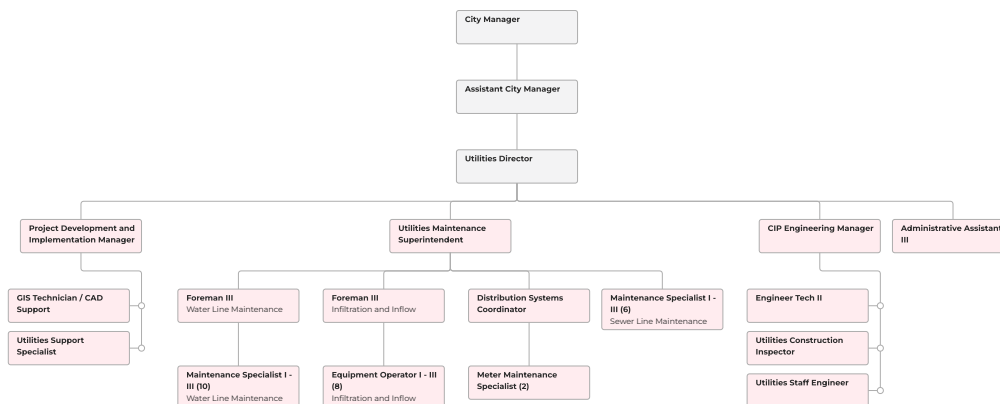 City Manager
Assistant City Manager
Utilities Director
Project Development and
Implementation Manager
Utilities Maintenance
Superintendent
CIP Engineering Manager
Administrative Assistant
III
GIS Technician / CAD
Support
Utilities Support
Specialist
Foreman III
Water Line Maintenance
Foreman III
Infiltration and Inflow
Distribution Systems
Coordinator
Maintenance Specialist I -
III (6)
Sewer Line Maintenance
Engineer Tech II
Utilities Construction
Inspector
Utilities Staff Engineer
Maintenance Specialist I -
III (10)
Water Line Maintenance
Equipment Operator I - III
(8)
Infiltration and Inflow
Meter Maintenance
Specialist (2)